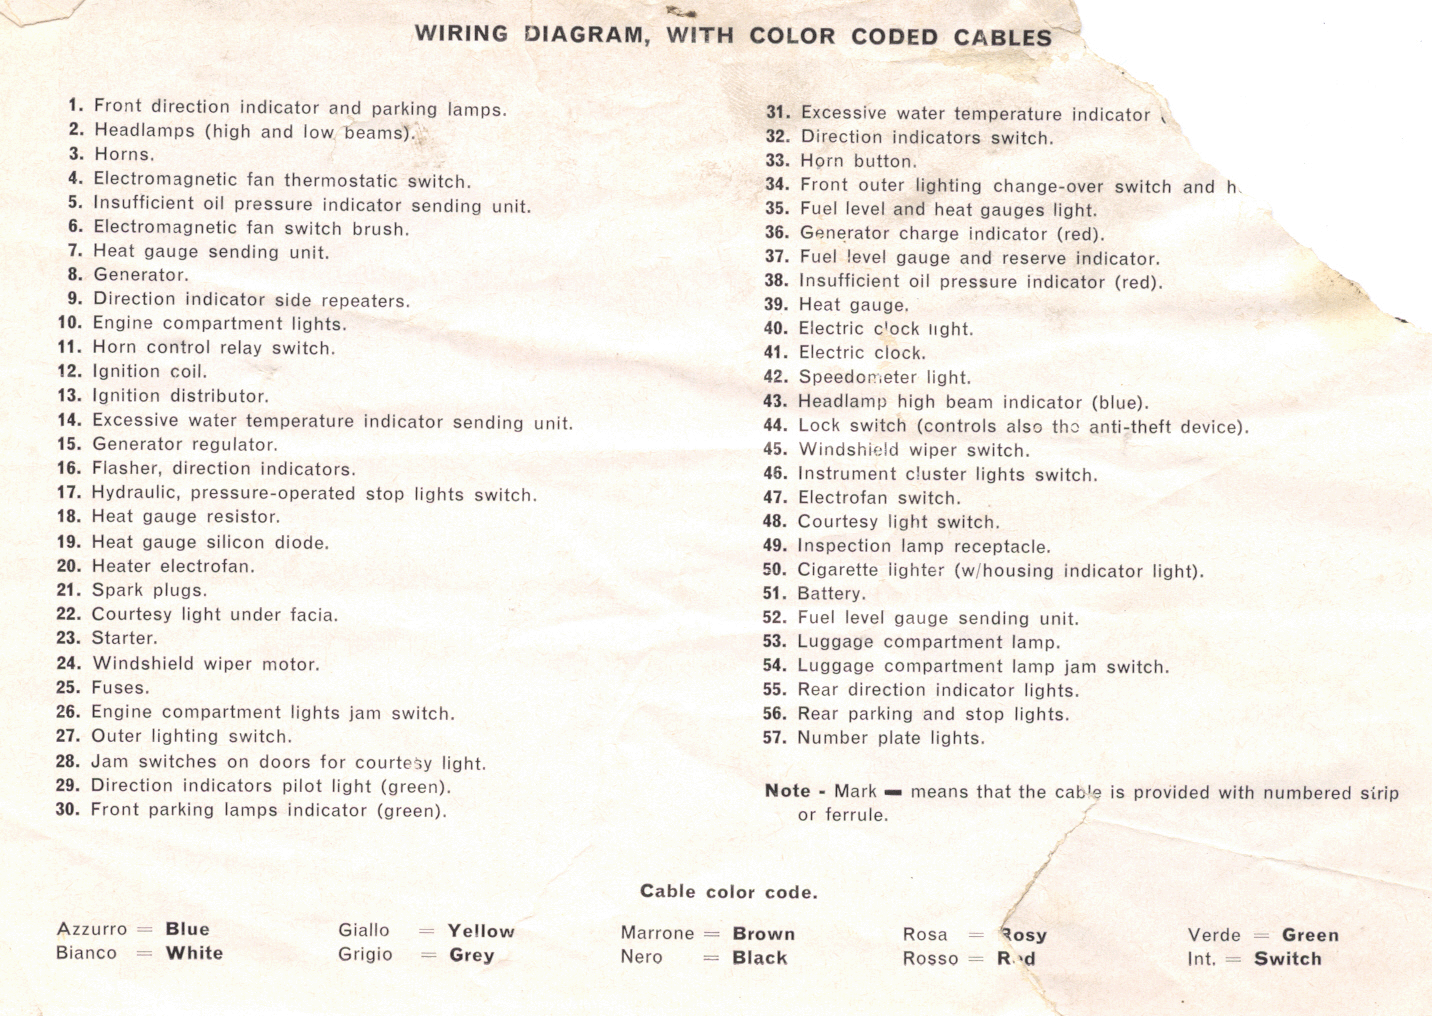 WIRING DIAGRAM, WITH COLOR CODED CABLES
1. Front direction indicator and parking lamps.
2. Headlamps (high and low beams).
3. Horns.
4. Electromagnetic fan thermostatic switch.
5. Insufficient oil pressure indicator sending unit.
6. Electromagnetic fan switch brush.
7. Heat gauge sending unit.
8. Generator.
9. Direction indicator side repeaters.
10. Engine compartment lights.
11. Horn control relay switch.
12. Ignition coil.
13. Ignition distributor.
14. Excessive water temperature indicator sending unit.
15. Generator regulator.
16. Flasher, direction indicators.
17. Hydraulic, pressure-operated stop lights switch.
18. Heat gauge resistor.
19. Heat gauge silicon diode.
20. Heater electrofan.
21. Spark plugs.
22. Courtesy light under facia.
23. Starter.
24. Windshield wiper motor.
25. Fuses.
26. Engine compartment lights jam switch.
27. Outer lighting switch.
28. Jam switches on doors for courtesy light.
29. Direction indicators pilot light (green).
30. Front parking lamps indicator (green).
31. Excessive water temperature indicator
32. Direction indicators switch.
33. Horn button.
34. Front outer lighting change-over switch and
35. Fuel level and heat gauges light.
36. Generator charge indicator (red).
37. Fuel level gauge and reserve indicator.
38. Insufficient oil pressure indicator (red).
39. Heat gauge.
40. Electric clock light.
41. Electric clock.
42. Speedometer light.
43. Headlamp high beam indicator (blue).
44. Lock switch (controls also the anti-theft device).
45. Windshield wiper switch.
46. Instrument cluster lights switch.
47. Electrofan switch.
48. Courtesy light switch.
49. Inspection lamp receptacle.
50. Cigarette lighter (w/housing indicator light).
51. Battery.
52. Fuel level gauge sending unit.
53. Luggage compartment lamp.
54. Luggage compartment lamp jam switch.
55. Rear direction indicator lights.
56. Rear parking and stop lights.
57. Number plate lights.
Note - Mark ▬ means that the cable is provided with numbered strip
or ferrule.
Cable color code.
Azzurro = Blue Giallo = Yellow Marrone = Brown Rosa = Rosy Verde = Green
Bianco = White Grigio = Grey Nero = Black Rosso = Red Int. = Switch